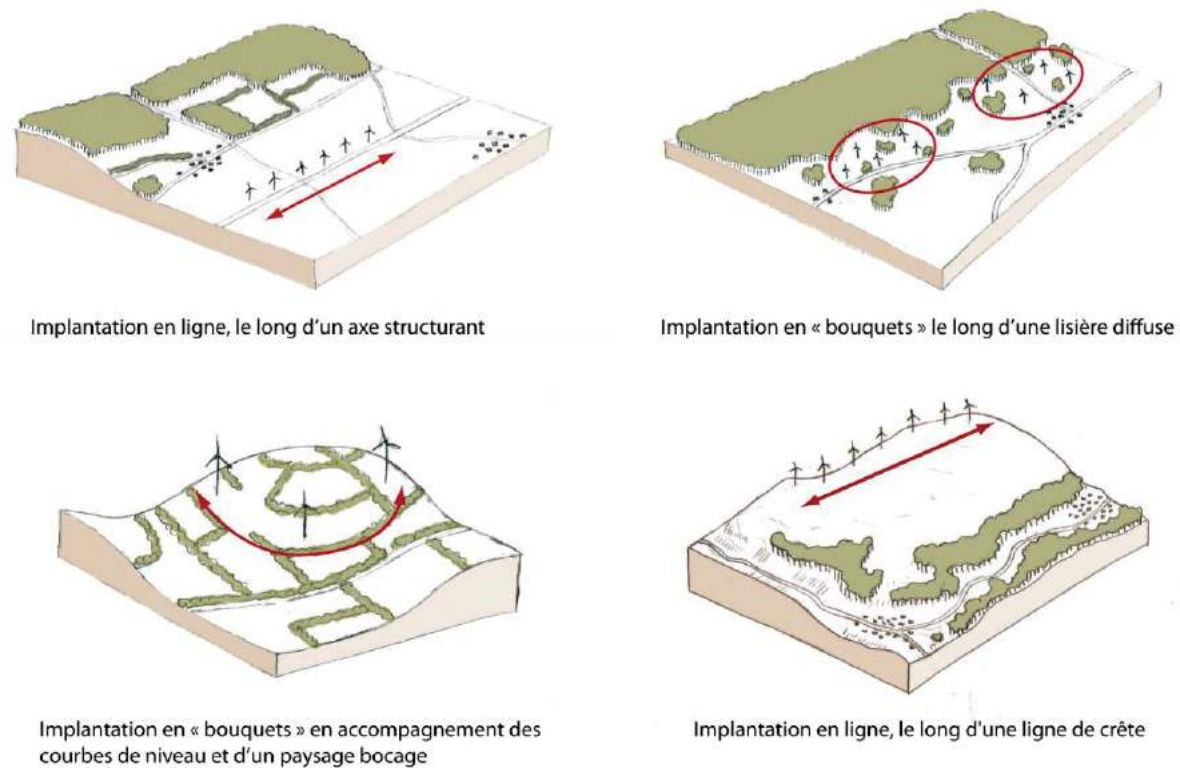 Implantation en ligne, le long d'un axe structurant
Implantation en « bouquets » le long d'une lisière diffuse
Implantation en « bouquets » en accompagnement des
courbes de niveau et d'un paysage bocage
Implantation en ligne, le long d'une ligne de crête